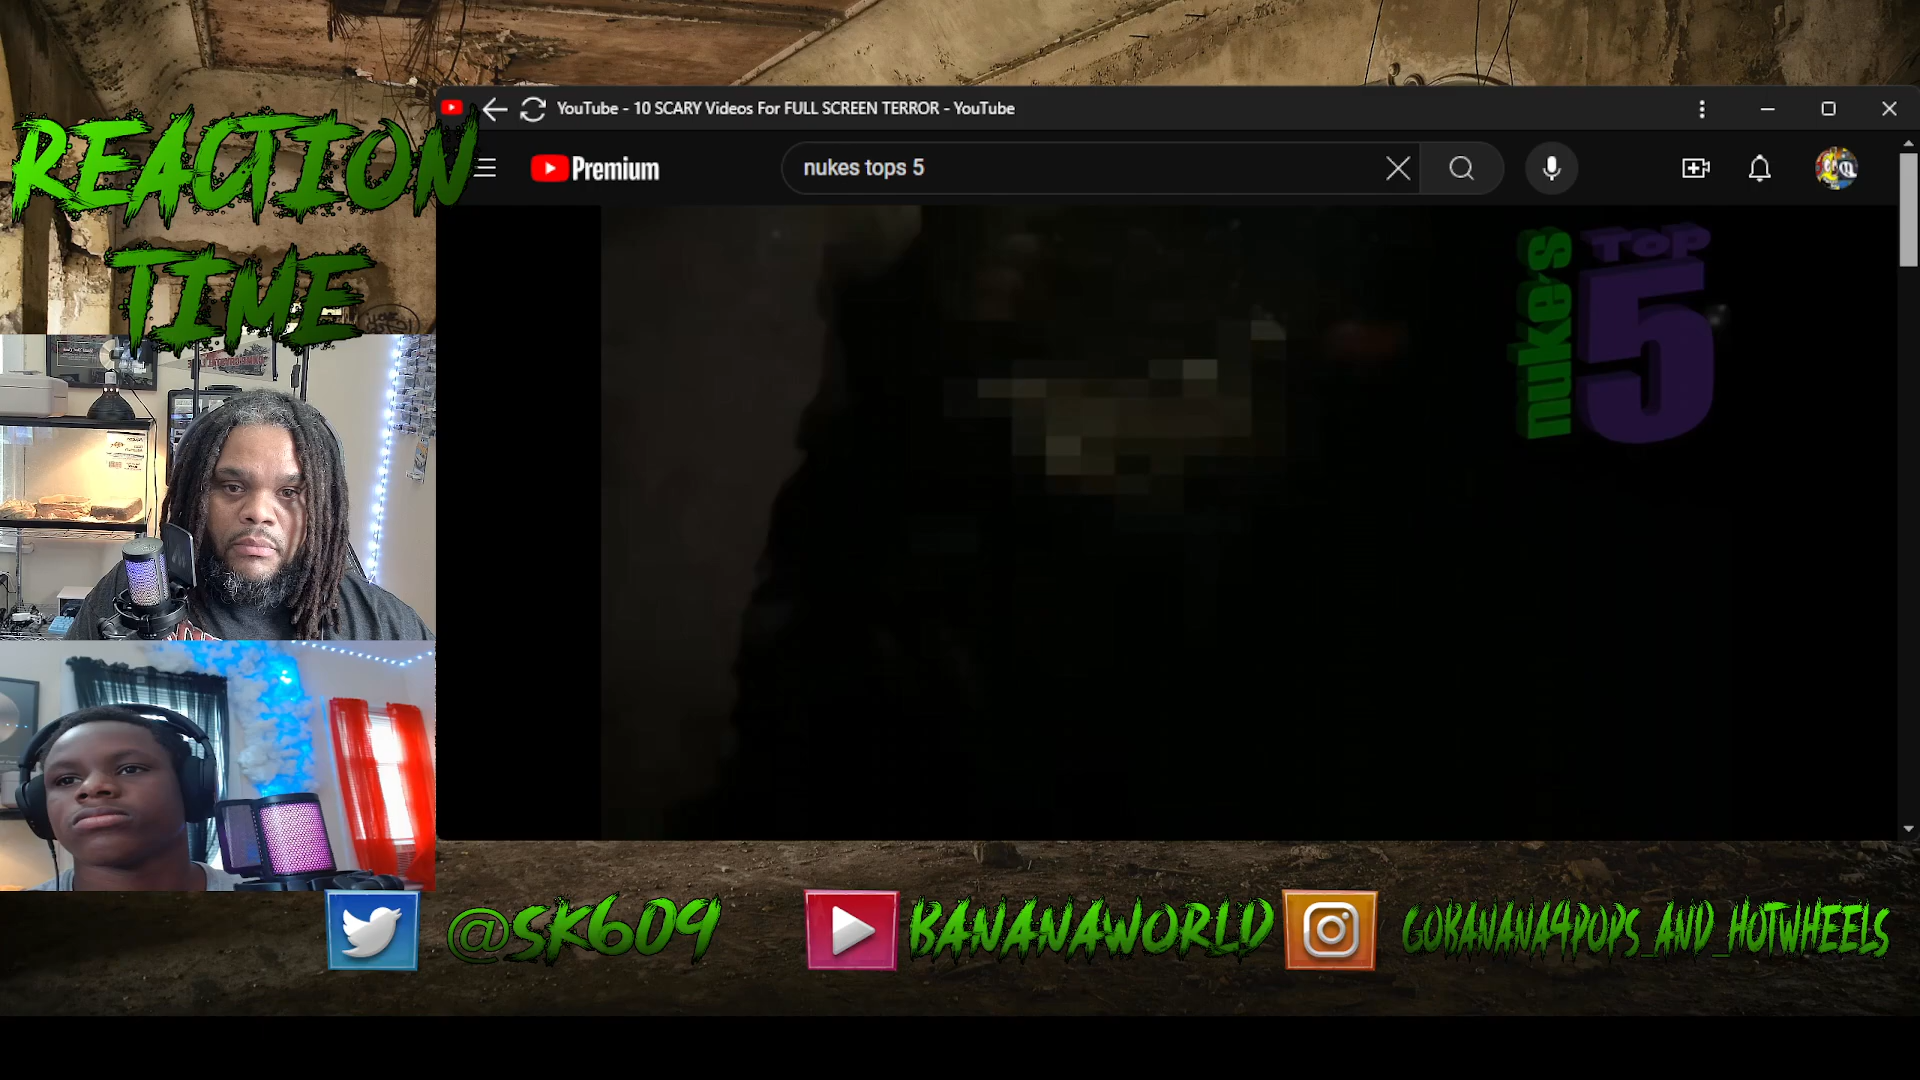 REACTION
TIME
YouTube - 10 SCARY Videos For FULL SCREEN TERROR - YouTube
Premium
nukes tops 5
nuke's
Top
5
@SK609
BANANAWORLD
GOBANANA4POPS_AND_HOTWHEELS